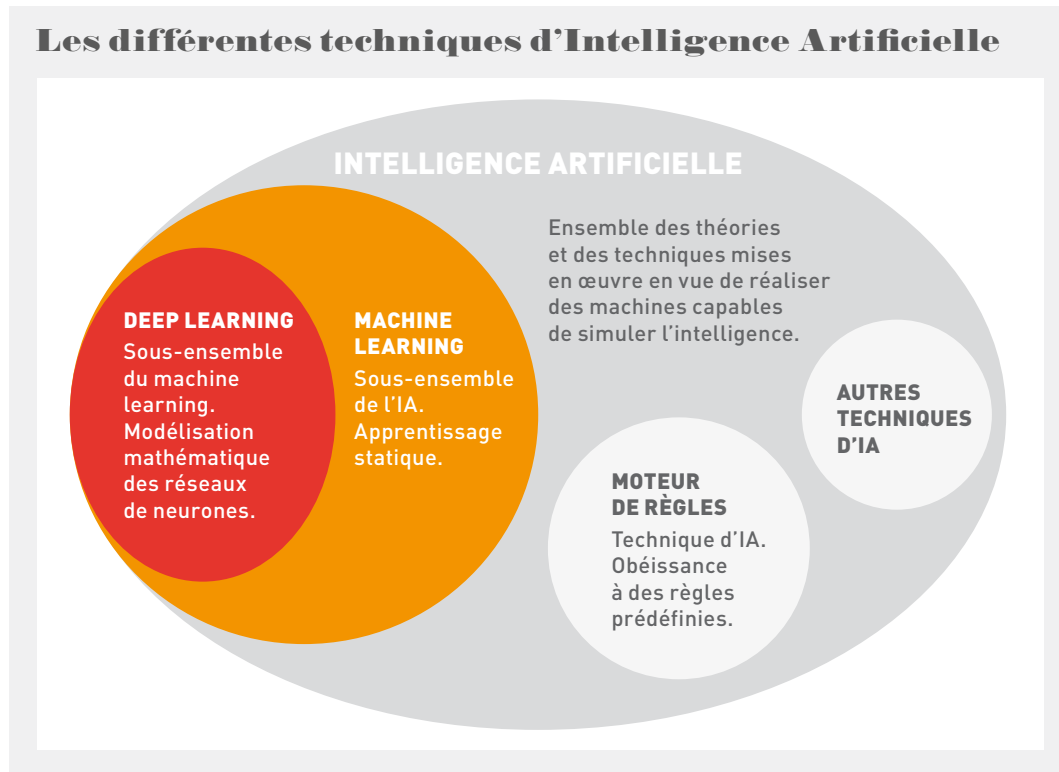 Les différentes techniques d'Intelligence Artificielle
INTELLIGENCE ARTIFICIELLE
Ensemble des théories
et des techniques mises
en œuvre en vue de réaliser
des machines capables
de simuler l'intelligence.
DEEP LEARNING
Sous-ensemble
du machine
learning.
Modélisation
mathématique
des réseaux
de neurones.
MACHINE
LEARNING
Sous-ensemble
de l'IA.
Apprentissage
statique.
MOTEUR
DE RÈGLES
Technique d'IA.
Obéissance
à des règles
prédéfinies.
AUTRES
TECHNIQUES
D'IA